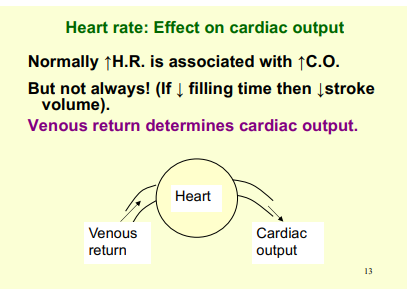 Heart rate: Effect on cardiac output
Normally ↑H.R. is associated with ↑C.O.
But not always! (If ↓ filling time then ↓stroke
volume).
Venous return determines cardiac output.
Heart
Venous
return
Cardiac
output
13